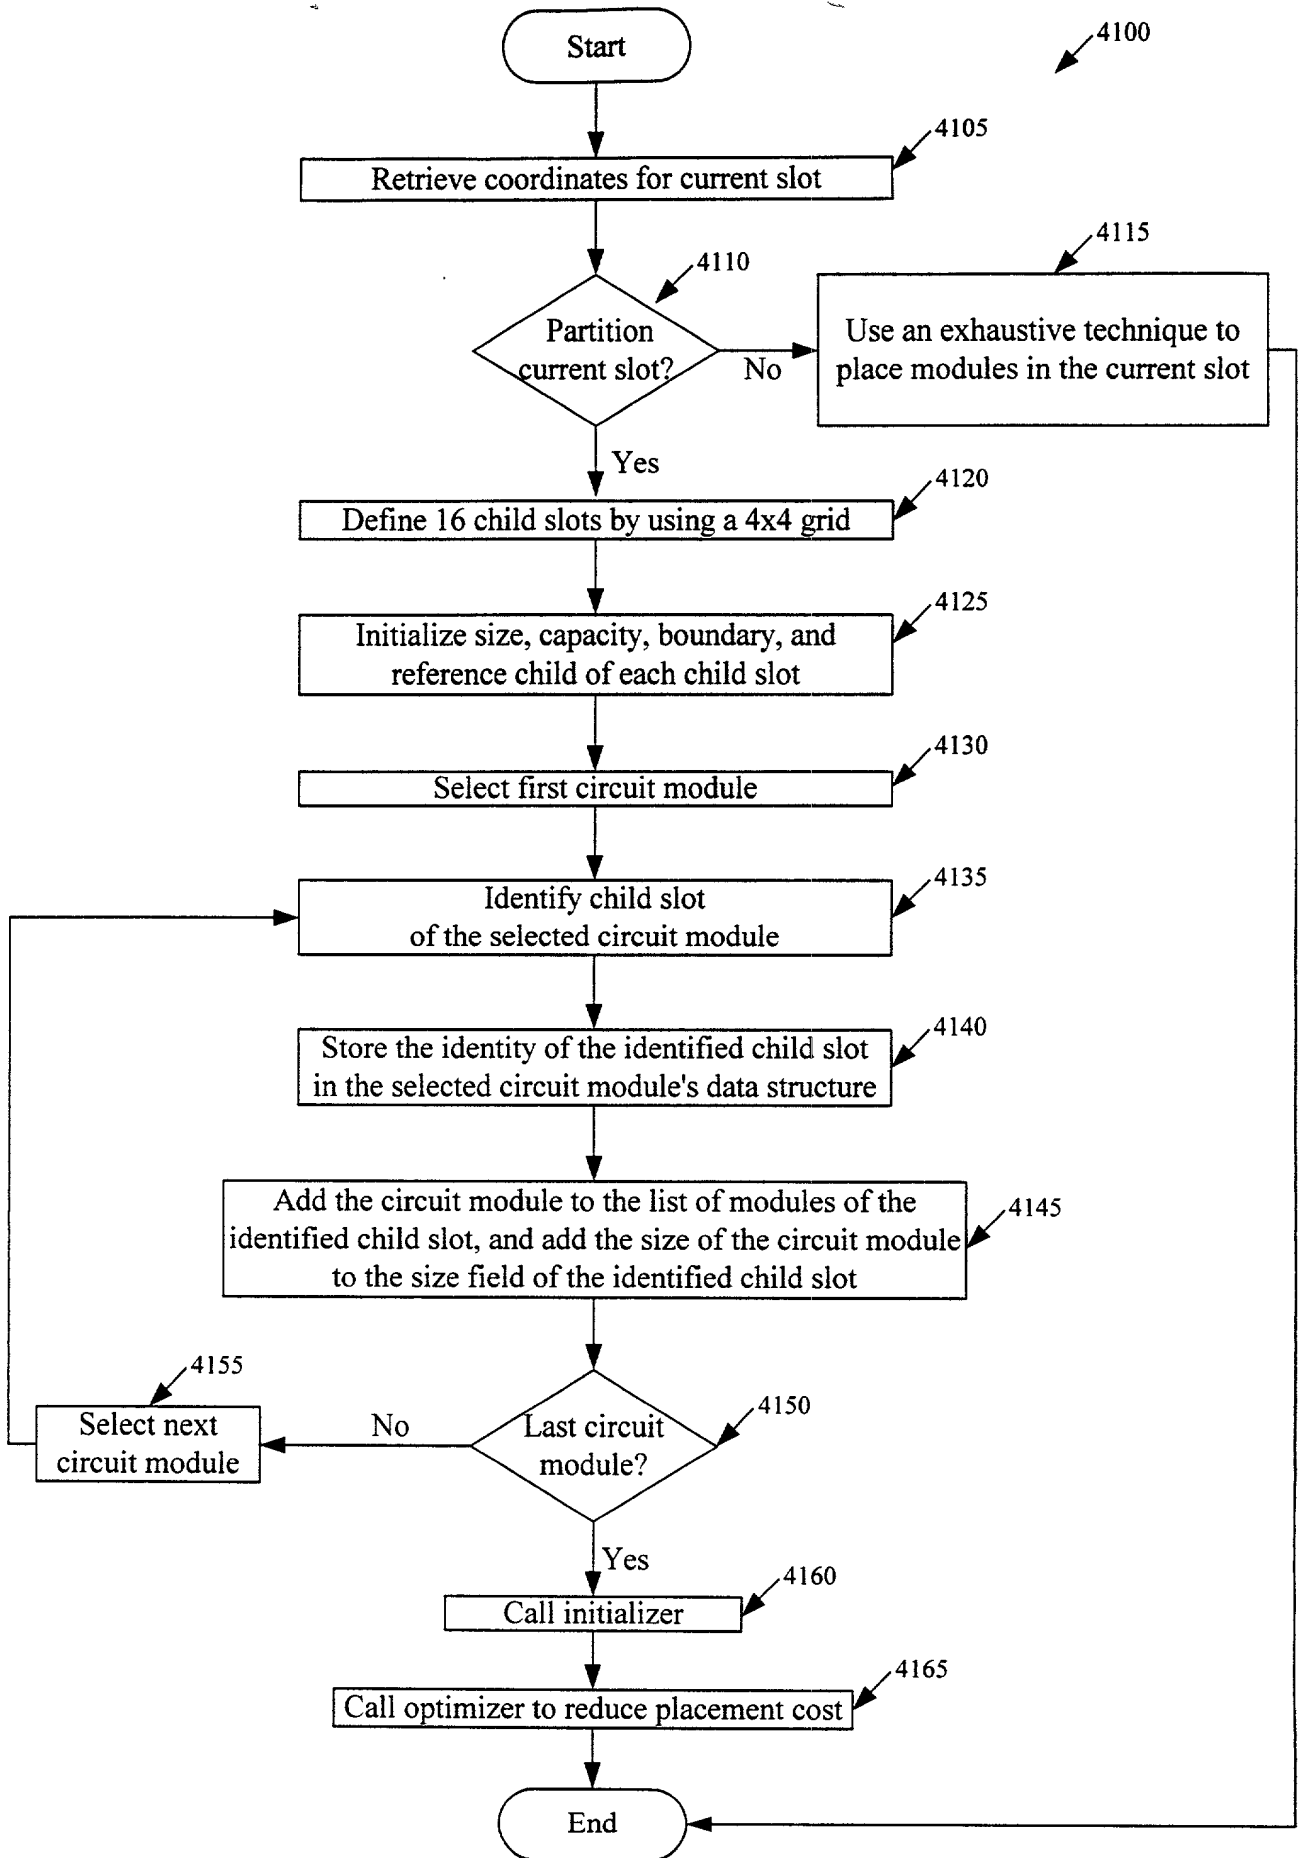 Start
4100
4105
Retrieve coordinates for current slot
4110
4115
Partition
current slot?
No
Use an exhaustive technique to
place modules in the current slot
Yes
4120
Define 16 child slots by using a 4x4 grid
4125
Initialize size, capacity, boundary, and
reference child of each child slot
4130
Select first circuit module
4135
Identify child slot
of the selected circuit module
4140
Store the identity of the identified child slot
in the selected circuit module's data structure
4145
Add the circuit module to the list of modules of the
identified child slot, and add the size of the circuit module
to the size field of the identified child slot
4155
Select next
circuit module
No
4150
Last circuit
module?
Yes
4160
Call initializer
4165
Call optimizer to reduce placement cost
End